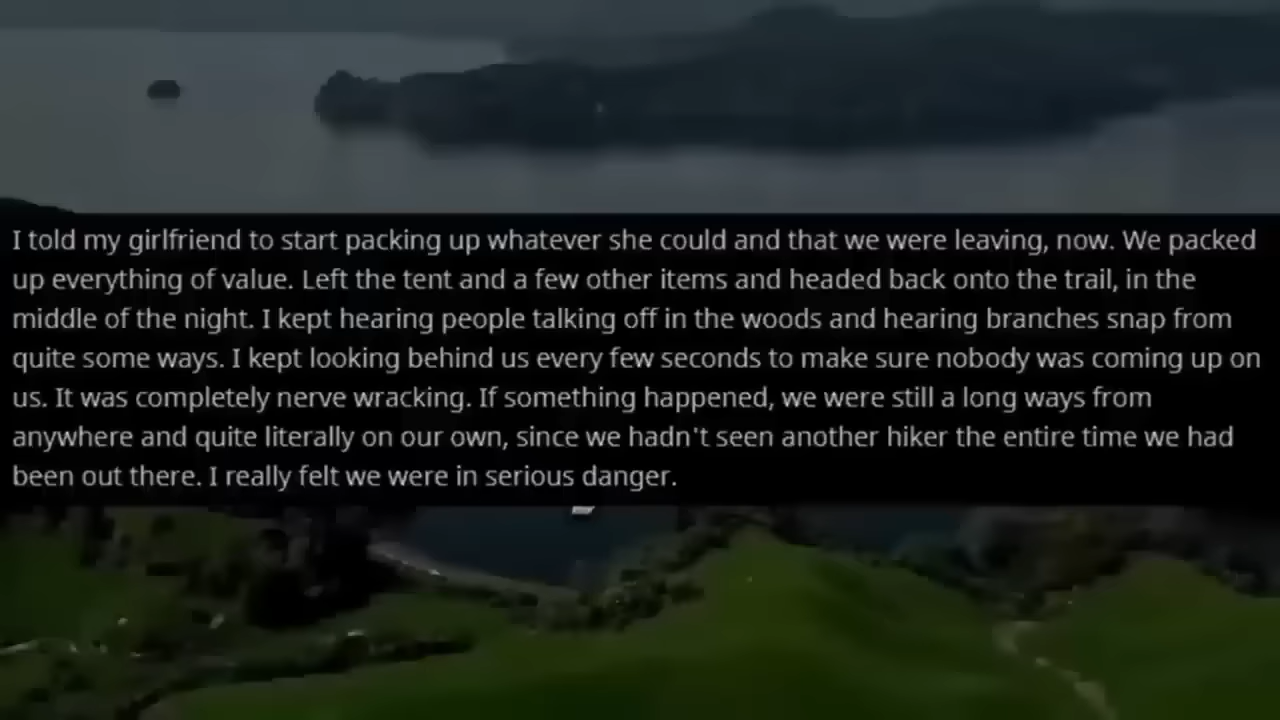 I told my girlfriend to start packing up whatever she could and that we were leaving, now. We packed
up everything of value. Left the tent and a few other items and headed back onto the trail, in the
middle of the night. I kept hearing people talking off in the woods and hearing branches snap from
quite some ways. I kept looking behind us every few seconds to make sure nobody was coming up on
us. It was completely nerve wracking. If something happened, we were still a long ways from
anywhere and quite literally on our own, since we hadn't seen another hiker the entire time we had
been out there. I really felt we were in serious danger.